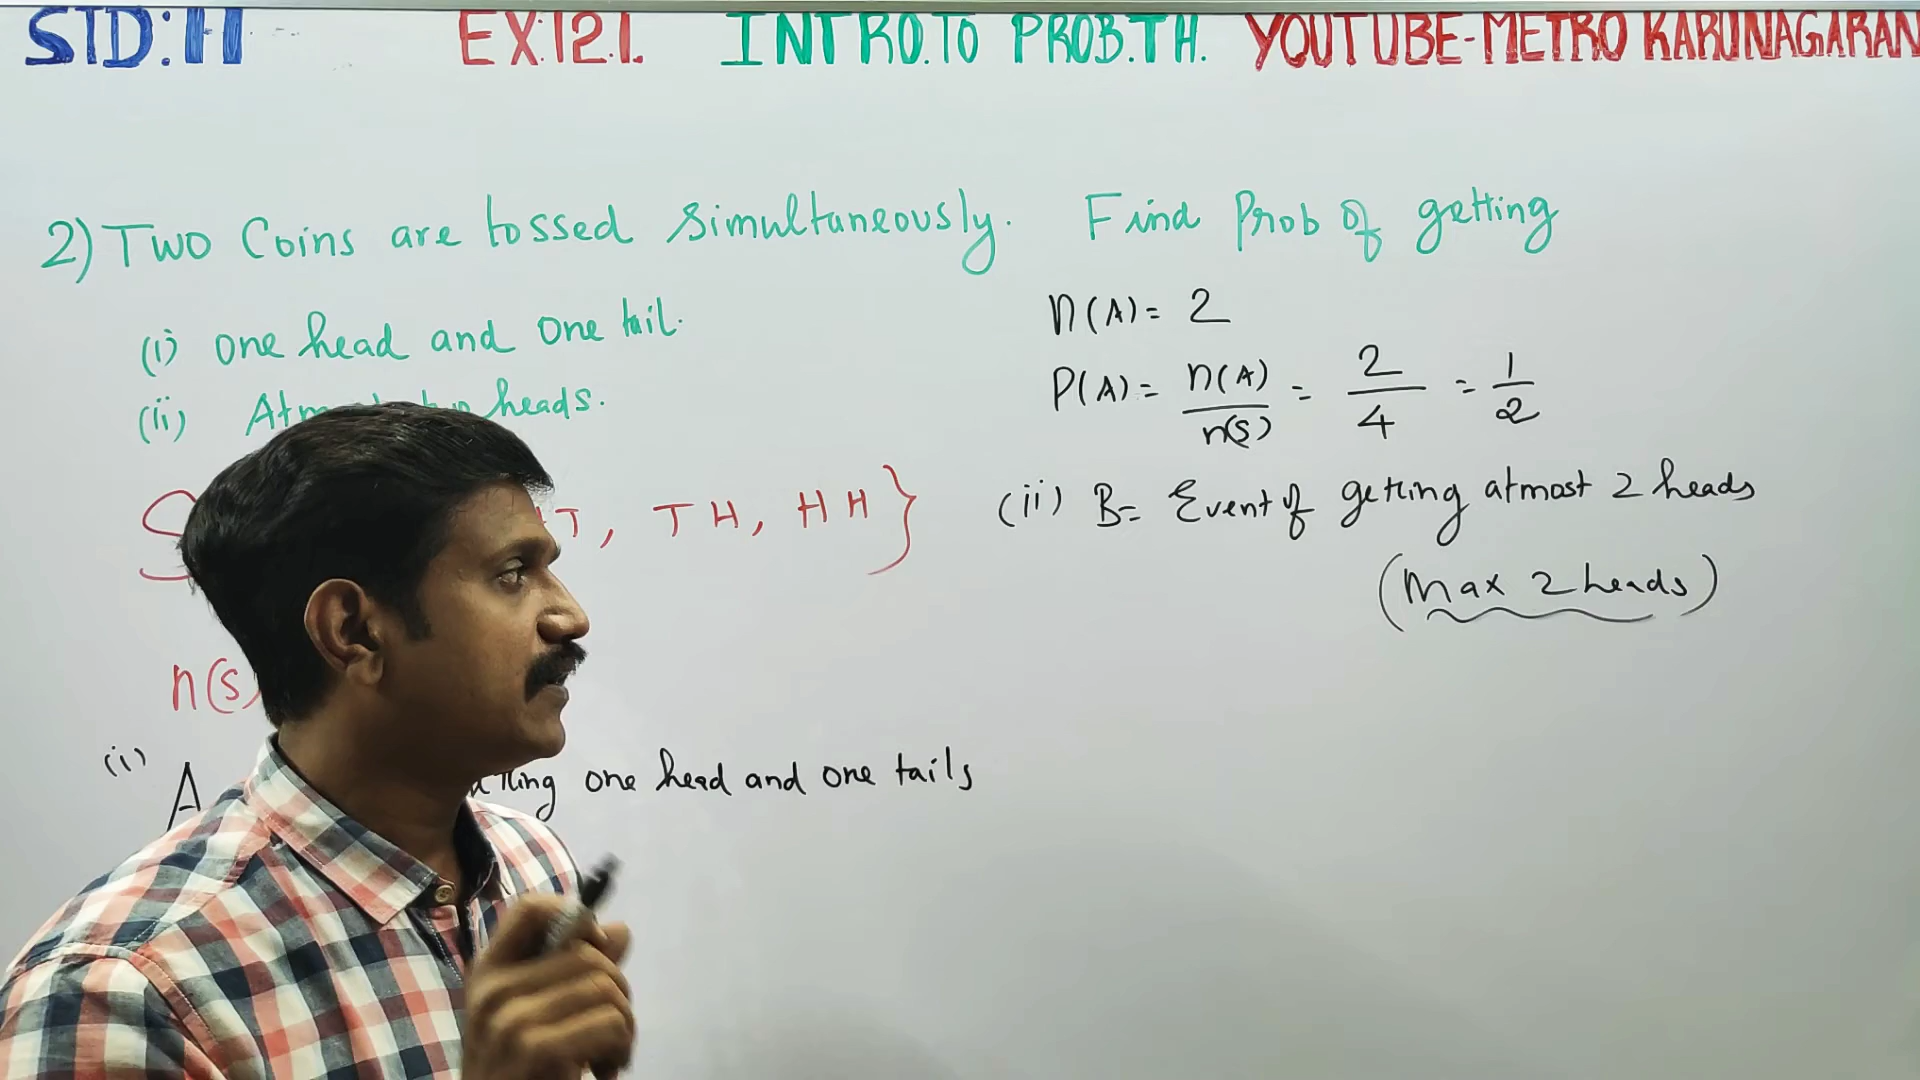 STD:11 EX:12.1. INTRO.TO PROB.TH. YOUTUBE-METRO KARUNAGARAN
2) Two Coins are tossed simultaneously. Find Prob of getting
(i) one head and one tail.
(ii) heads.
S T, TH, HH}
n(s)
(i) A one head and one tails
n(A) = 2
P(A) = n(A)/n(s) = 2/4 = 1/2
(ii) B= Event of getting atmost 2 heads
(Max 2 heads)